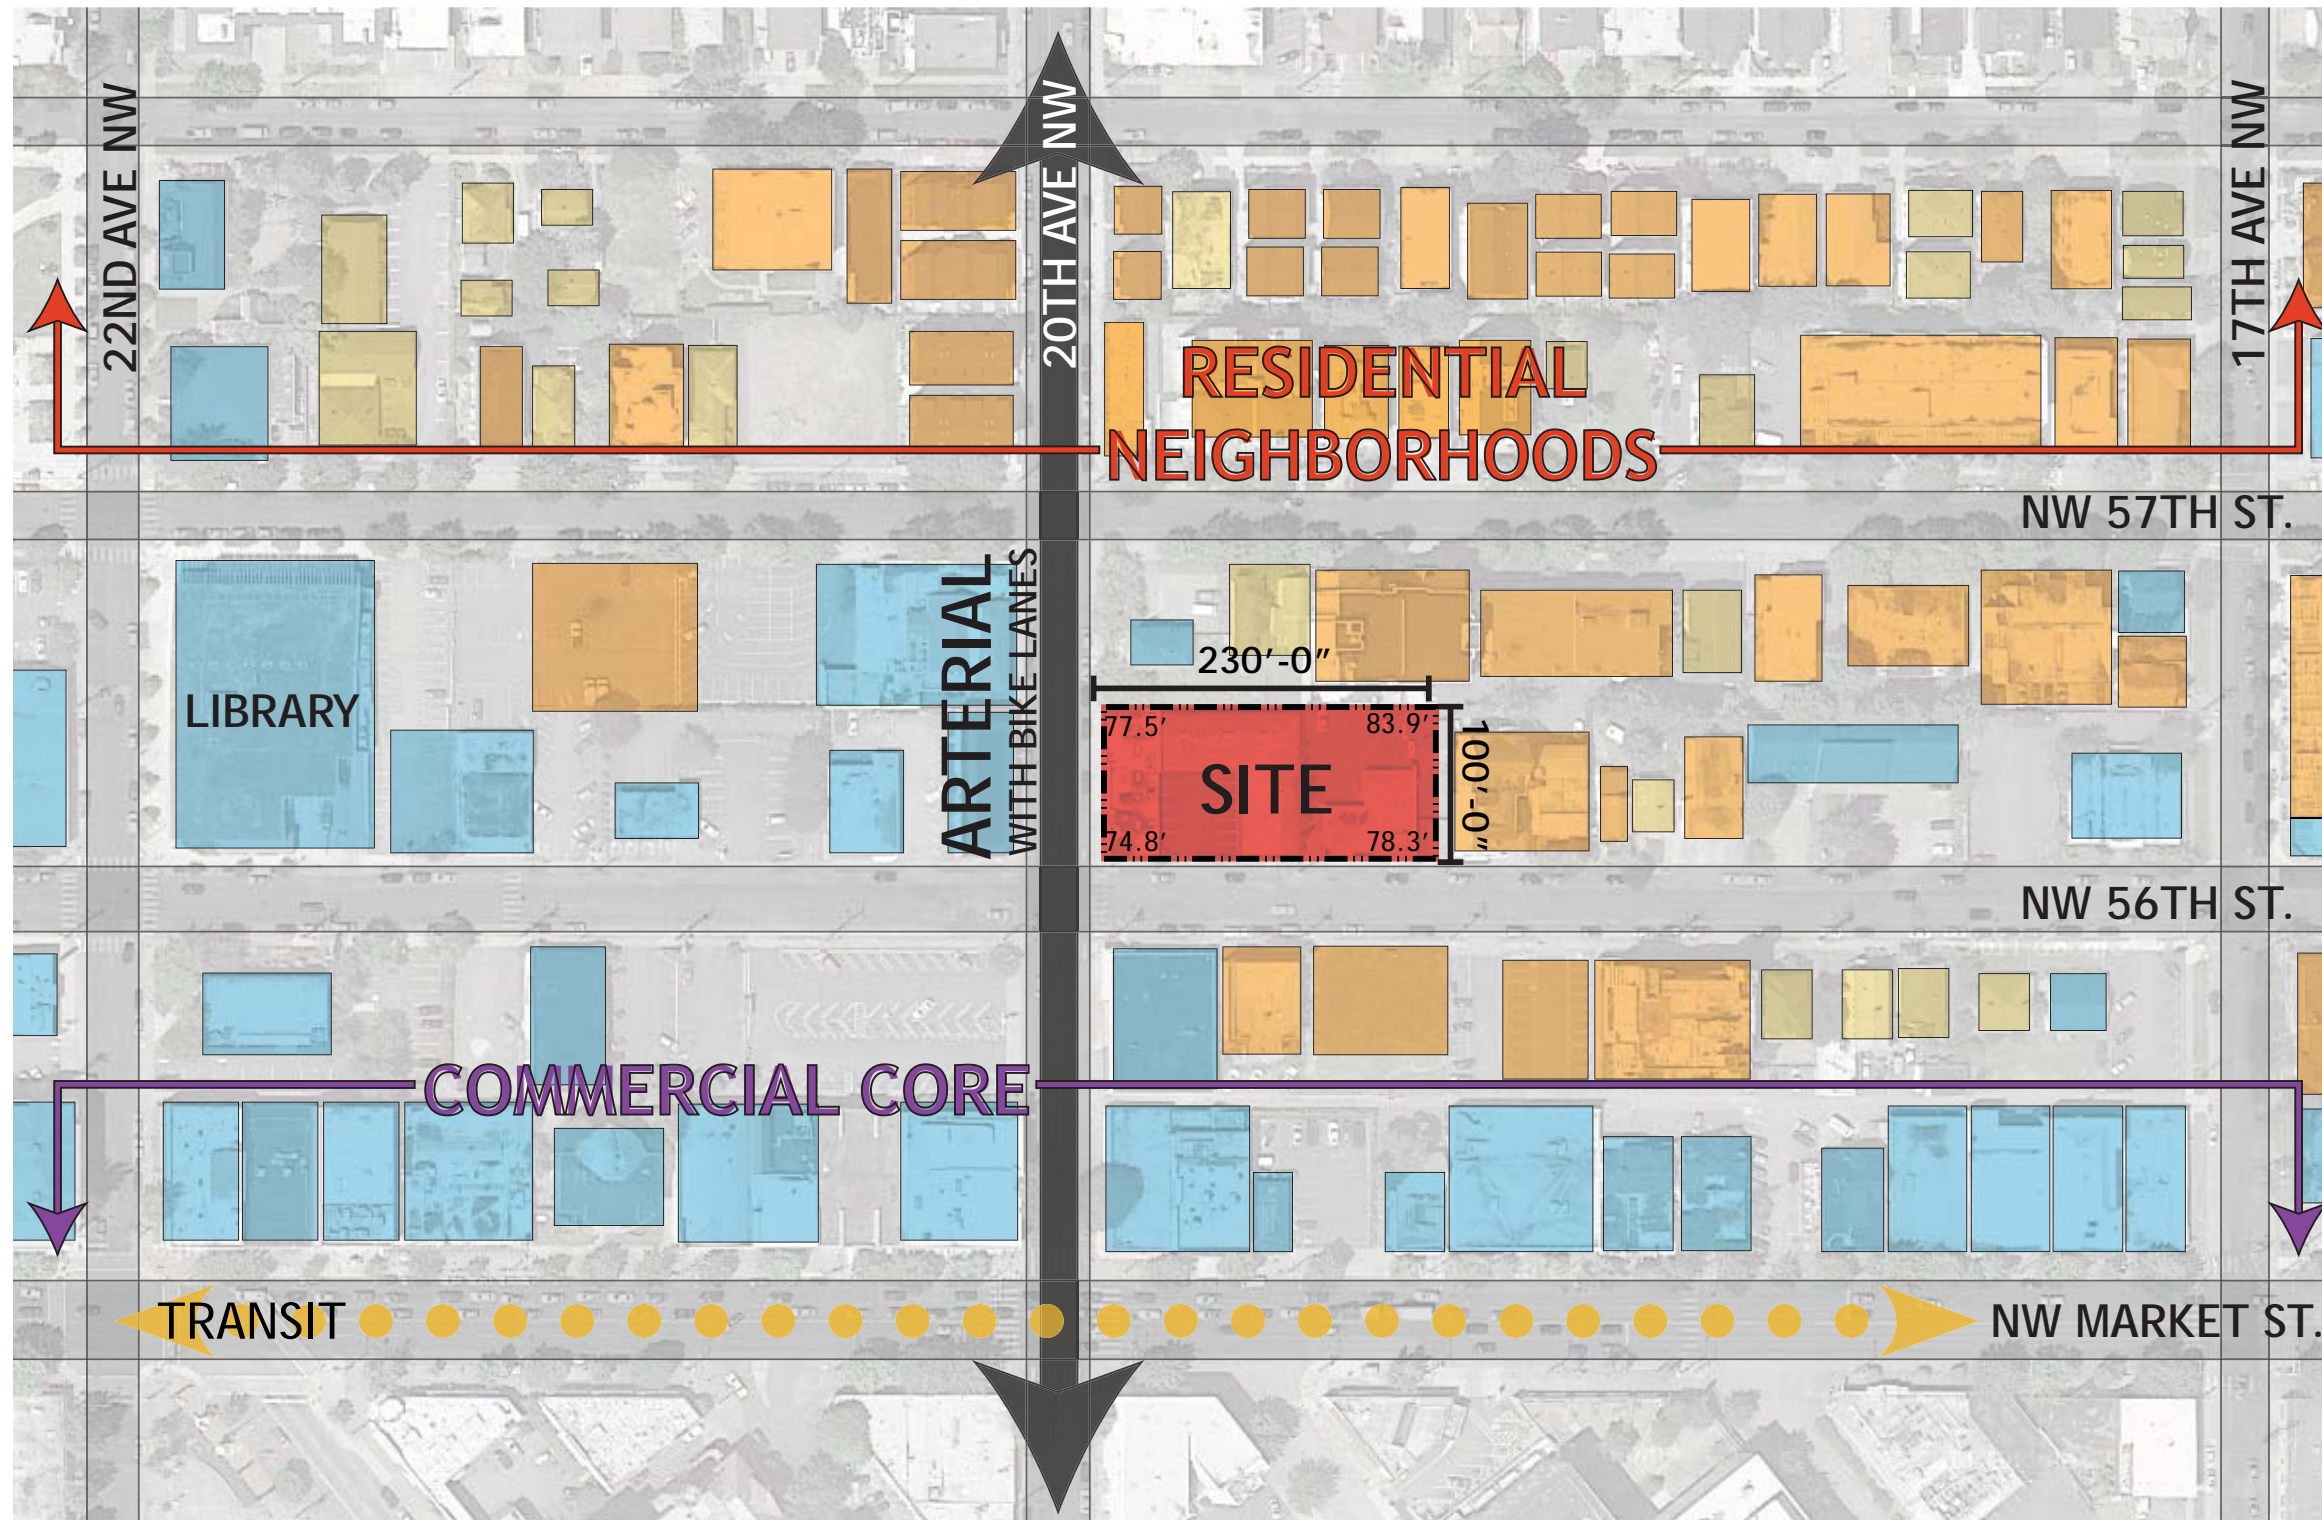 22ND AVE NW
20TH AVE NW
17TH AVE NW
RESIDENTIAL
NEIGHBORHOODS
NW 57TH ST.
ARTERIAL
WITH BIKE LANES
LIBRARY
230'-0"
77.5'
83.9'
SITE
100'-0"
74.8'
78.3'
NW 56TH ST.
COMMERCIAL CORE
TRANSIT
NW MARKET ST.